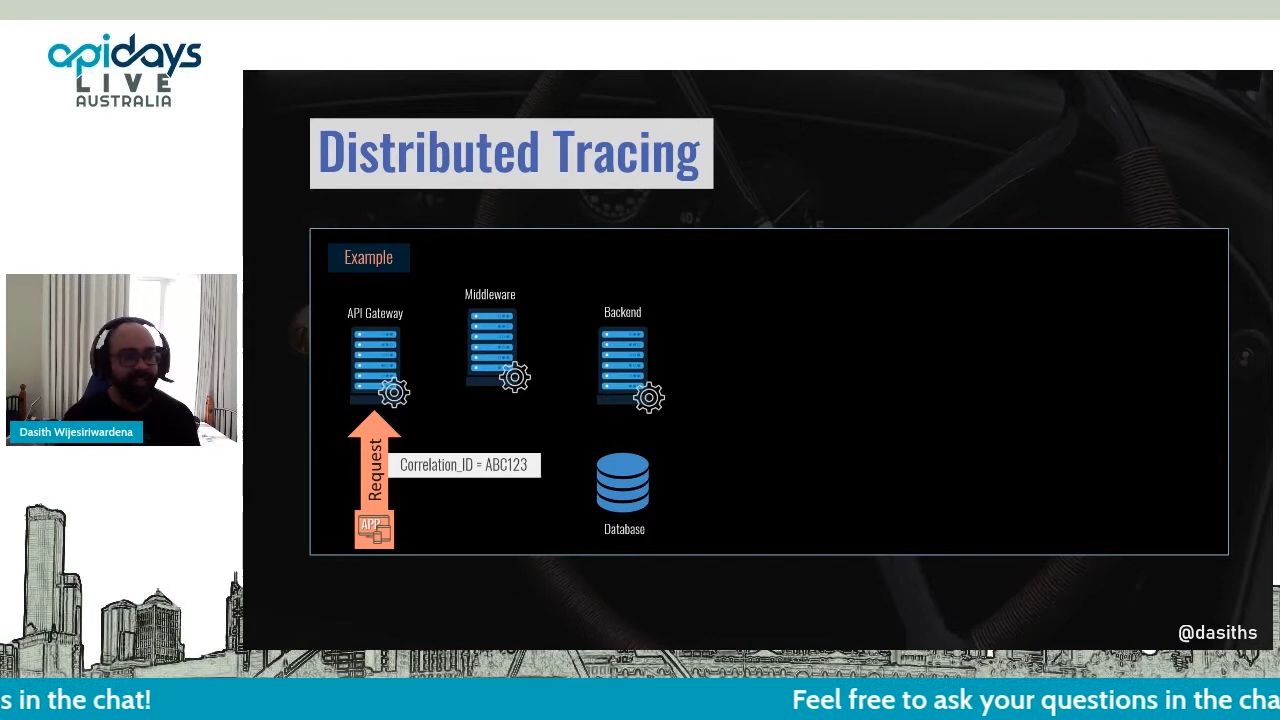 apidays
LIVE
AUSTRALIA
Distributed Tracing
Example
Middleware
API Gateway
Backend
Request
Correlation_ID = ABC123
APP
Database
Dasith Wijesiriwardena
@dasiths
s in the chat!
Feel free to ask your questions in the cha